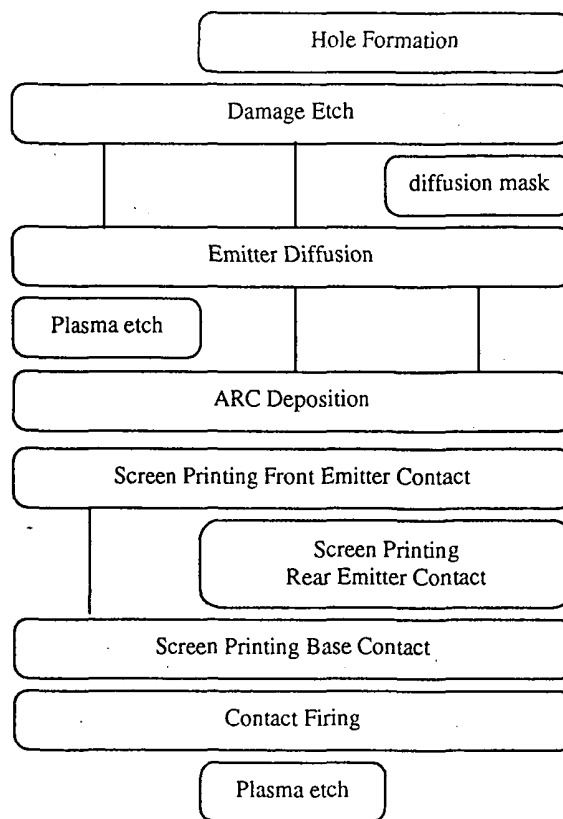 Hole Formation
Damage Etch
diffusion mask
Emitter Diffusion
Plasma etch
ARC Deposition
Screen Printing Front Emitter Contact
Screen Printing
Rear Emitter Contact
Screen Printing Base Contact
Contact Firing
Plasma etch